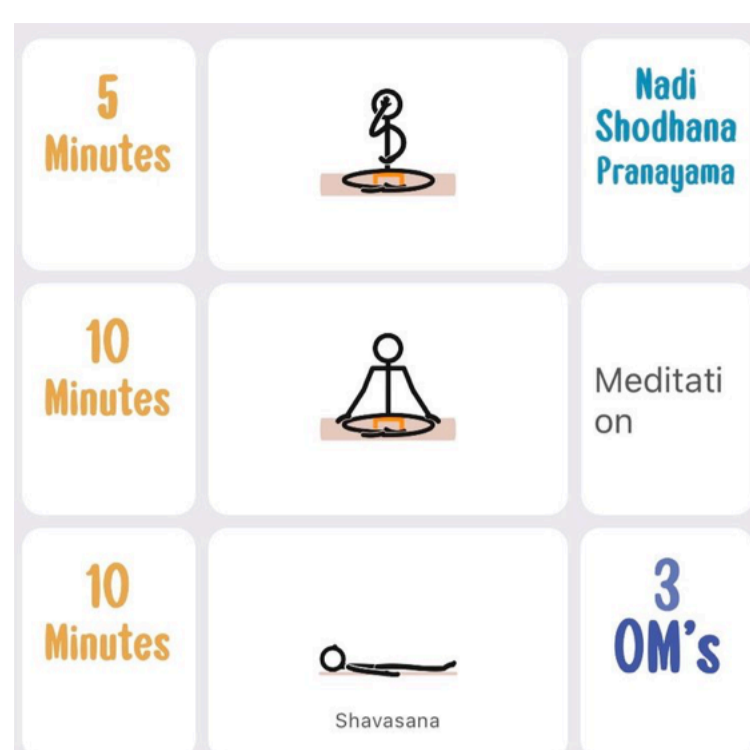 5
Minutes
Nadi
Shodhana
Pranayama
10
Minutes
Meditati
on
10
Minutes
Shavasana
3
OM's